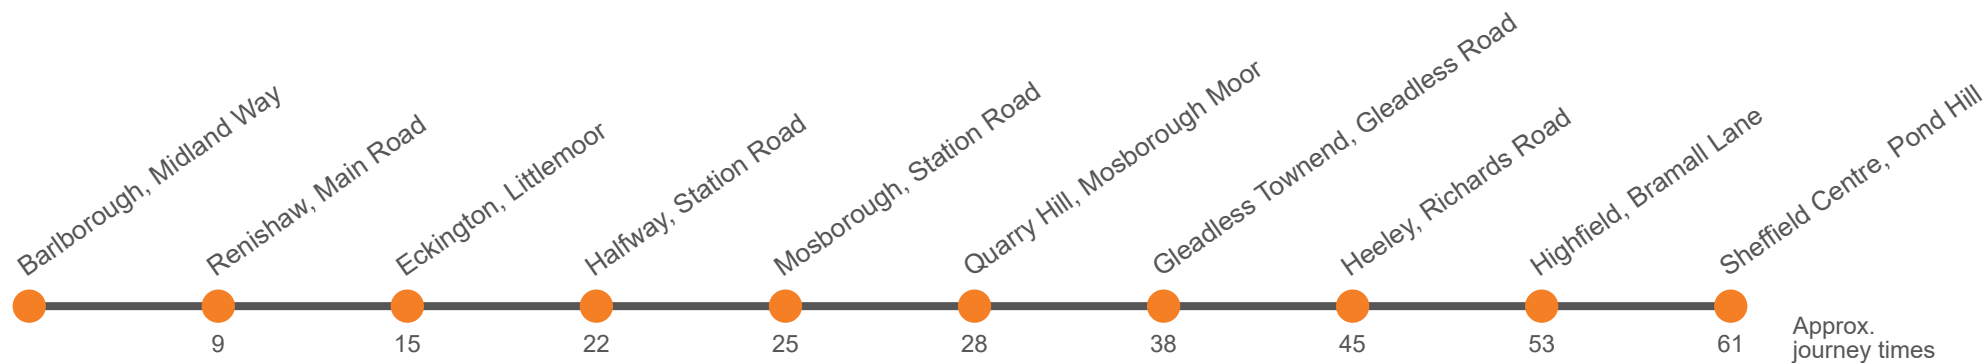 Barlborough, Midland Way
Renishaw, Main Road
Eckington, Littlemoor
Halfway, Station Road
Mosborough, Station Road
Quarry Hill, Mosborough Moor
Gleadless Townend, Gleadless Road
Heeley, Richards Road
Highfield, Bramall Lane
Sheffield Centre, Pond Hill
9
15
22
25
28
38
45
53
61
Approx.
journey times